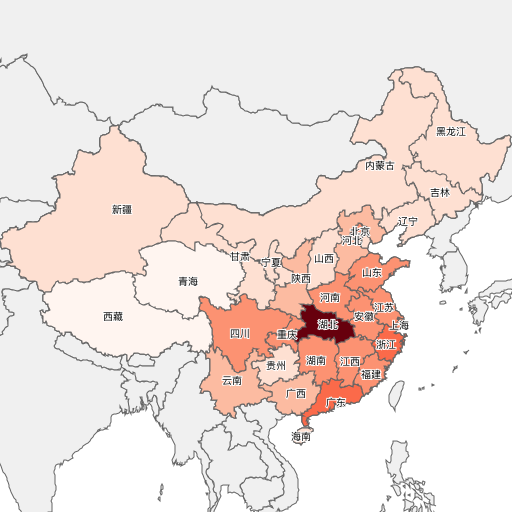 黑龙江
内蒙古
吉林
新疆
辽宁
北京
河北
甘肃
宁夏
山西
山东
陕西
青海
河南
江苏
西藏
安徽
湖北
上海
四川
重庆
浙江
湖南
江西
贵州
福建
云南
广西
广东
海南